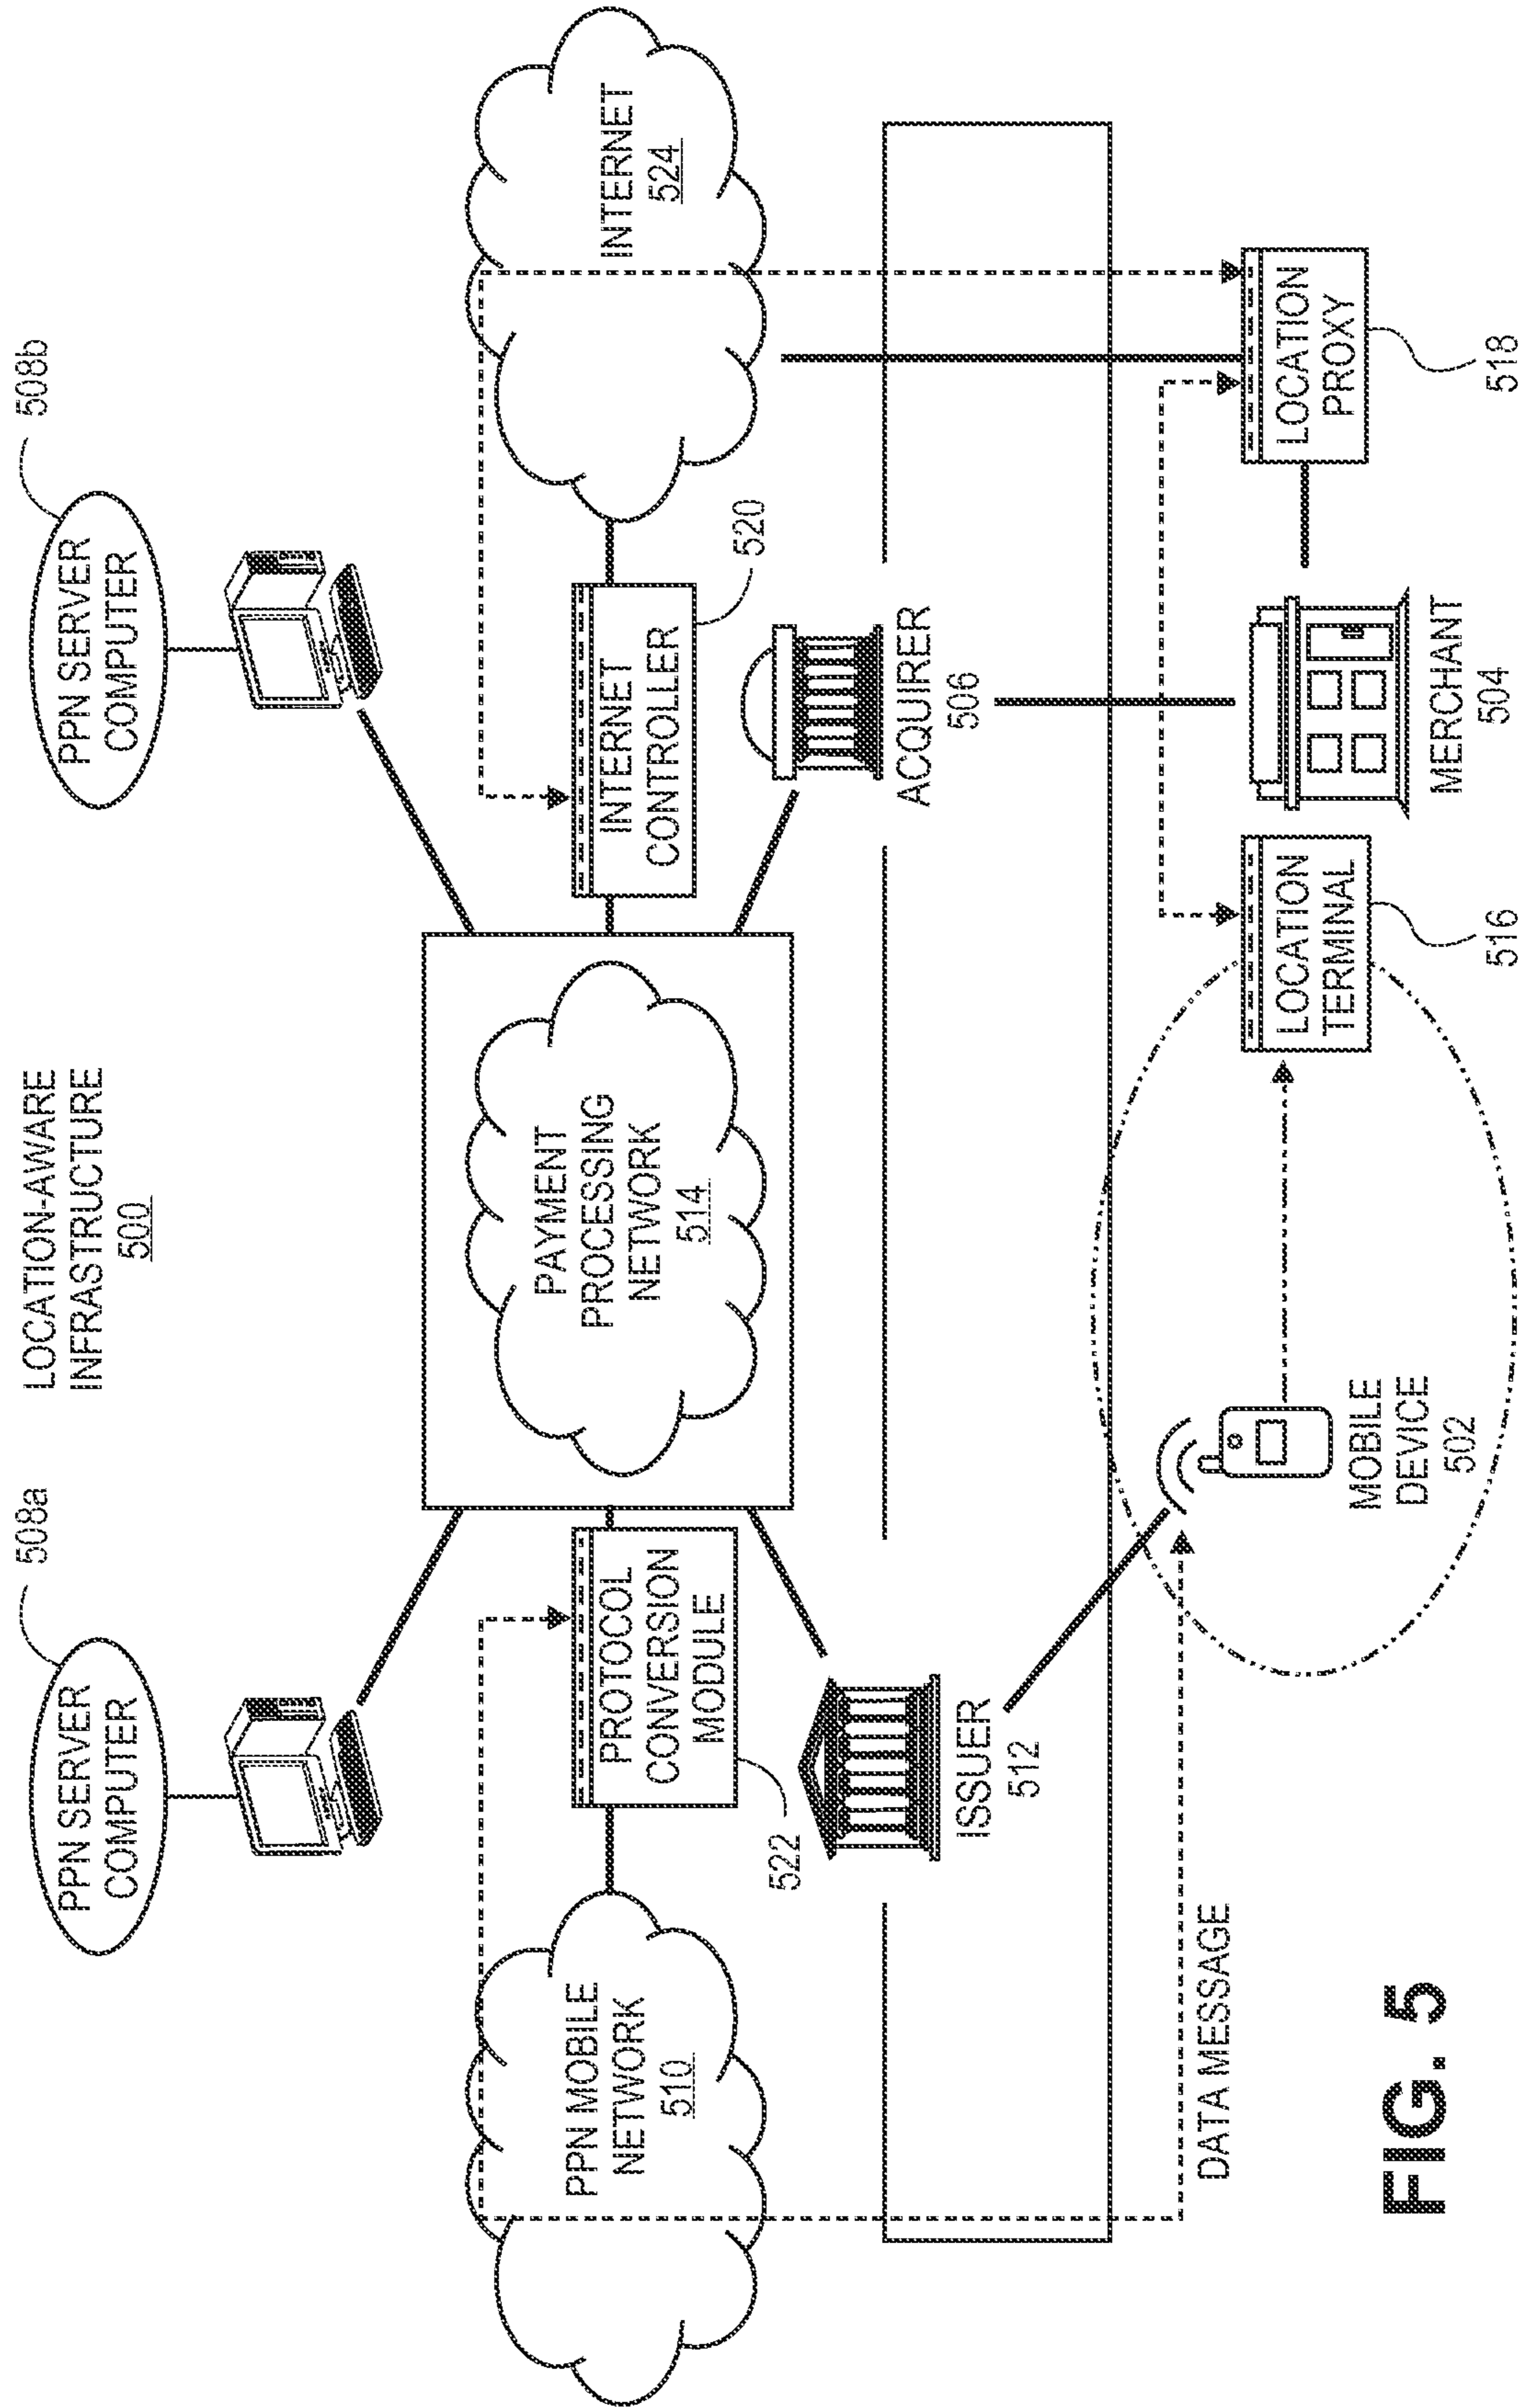 LOCATION-AWARE
INFRASTRUCTURE
500
508a
PPN SERVER
COMPUTER
508b
PPN SERVER
COMPUTER
PPN MOBILE
NETWORK
510
PROTOCOL
CONVERSION
MODULE
522
PAYMENT
PROCESSING
NETWORK
514
INTERNET
CONTROLLER
520
INTERNET
524
ISSUER
512
ACQUIRER
506
DATA MESSAGE
MOBILE
DEVICE
502
LOCATION
TERMINAL
516
MERCHANT
504
LOCATION
PROXY
518
FIG. 5